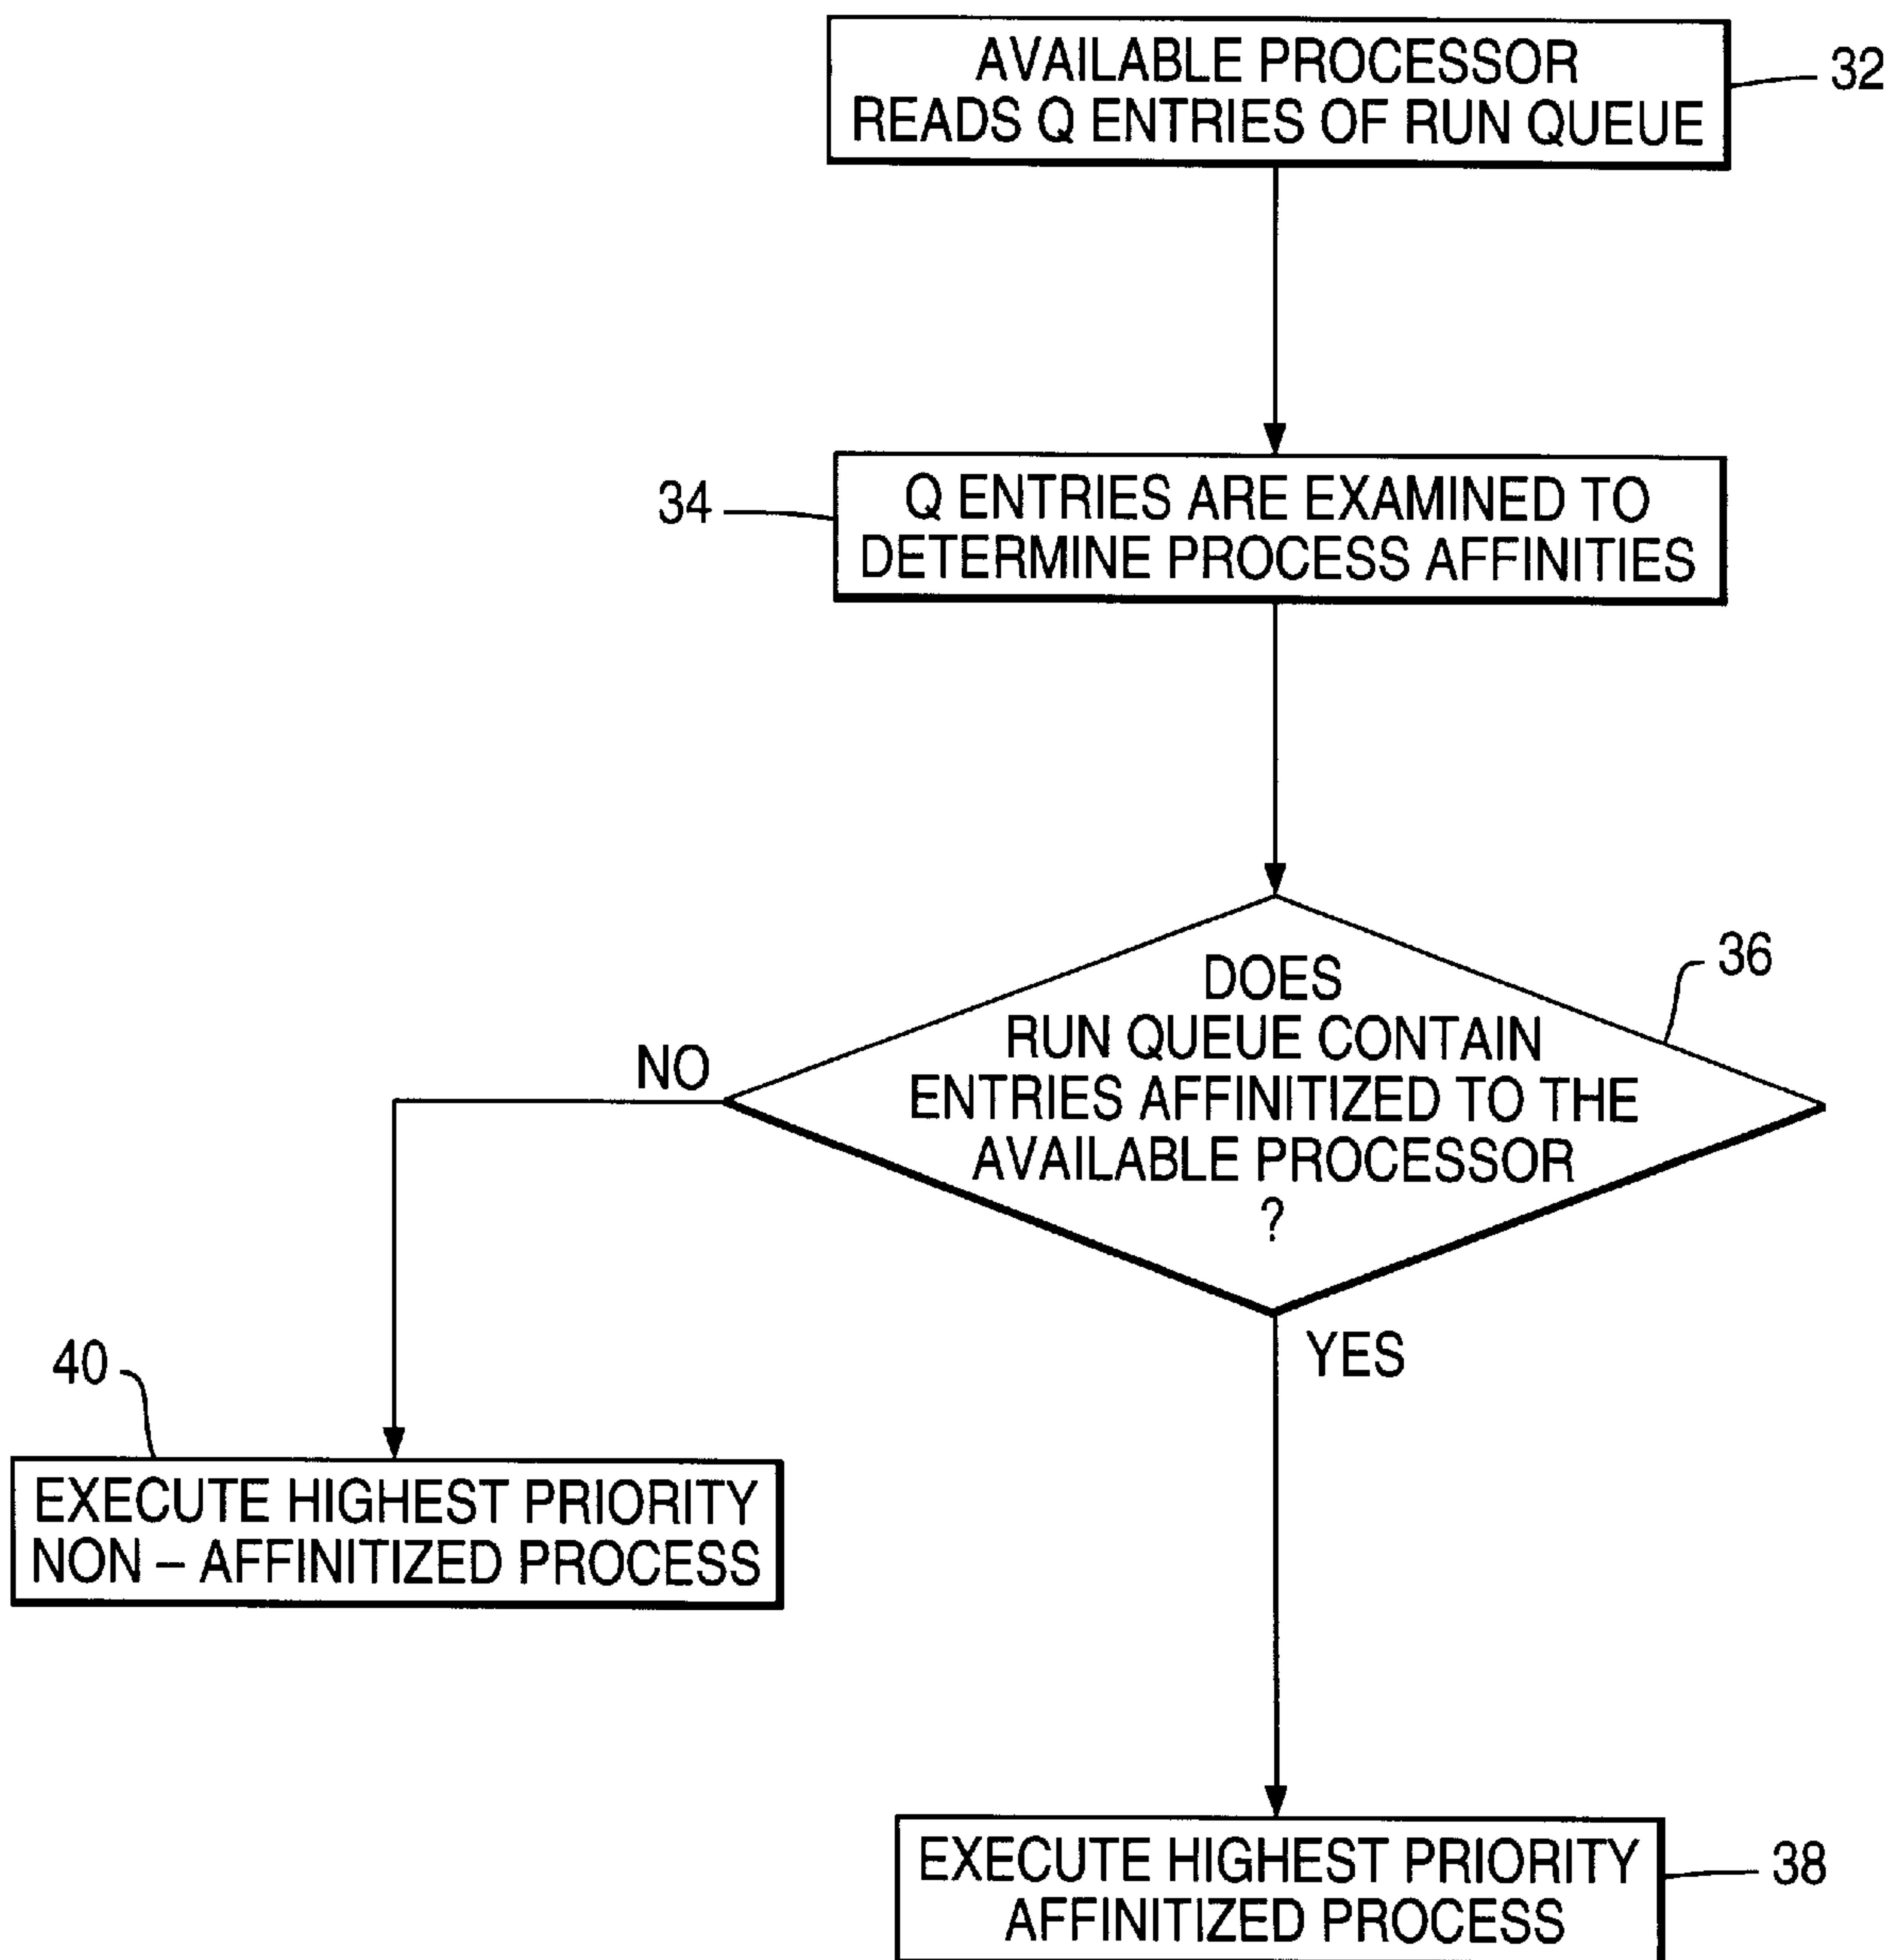 AVAILABLE PROCESSOR
READS Q ENTRIES OF RUN QUEUE
32
34
Q ENTRIES ARE EXAMINED TO
DETERMINE PROCESS AFFINITIES
36
DOES
RUN QUEUE CONTAIN
ENTRIES AFFINITIZED TO THE
AVAILABLE PROCESSOR
?
NO
YES
40
EXECUTE HIGHEST PRIORITY
NON – AFFINITIZED PROCESS
EXECUTE HIGHEST PRIORITY
AFFINITIZED PROCESS
38